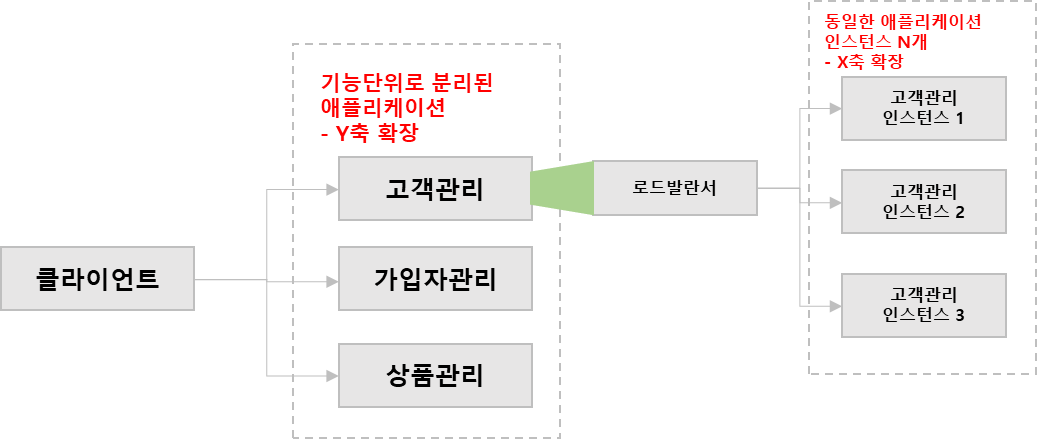 동일한 애플리케이션
인스턴스 N개
- X축 확장
기능단위로 분리된
애플리케이션
- Y축 확장
클라이언트
고객관리
가입자관리
상품관리
로드발란서
고객관리
인스턴스 1
고객관리
인스턴스 2
고객관리
인스턴스 3